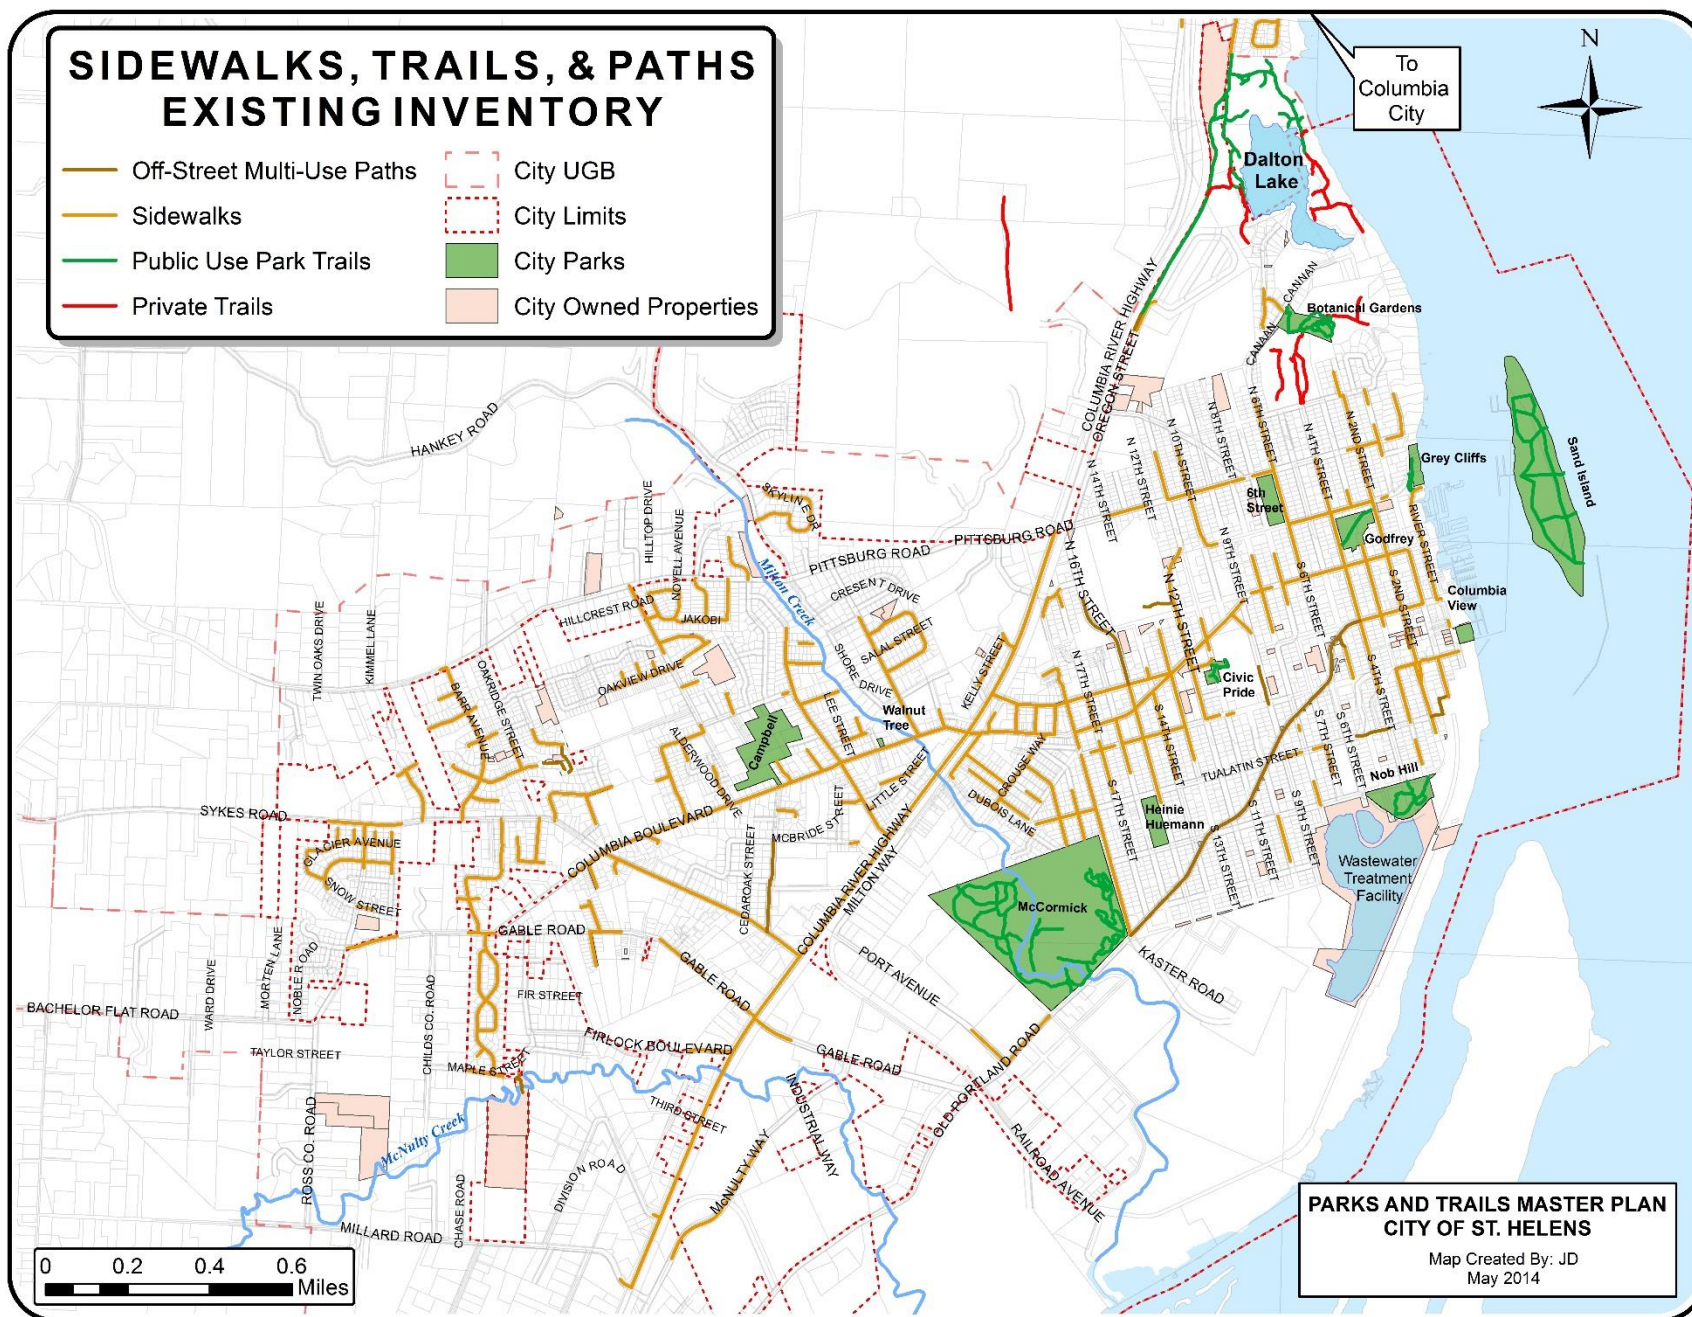 SIDEWALKS, TRAILS, & PATHS
EXISTING INVENTORY
Off-Street Multi-Use Paths
Sidewalks
Public Use Park Trails
Private Trails
City UGB
City Limits
City Parks
City Owned Properties
To
Columbia
City
N
Dalton
Lake
COLUMBIA RIVER HIGHWAY
OREGON STREET
CANNAN
CANAAN
Botanical Gardens
HANKEY ROAD
N 14TH STREET
N 12TH STREET
N 10TH STREET
N 8TH STREET
N 6TH STREET
N 4TH STREET
N 2ND STREET
Grey Cliffs
Sand Island
6th
Street
Godfrey
RIVER STREET
SKYLINE DR
HILLTOP DRIVE
NOVELL AVENUE
PITTSBURG ROAD
PITTSBURG ROAD
Milton Creek
CRESENT DRIVE
N 16TH STREET
N 12TH STREET
N 9TH STREET
S 6TH STREET
S 2ND STREET
Columbia
View
TWIN OAKS DRIVE
KIMMEL LANE
HILLCREST ROAD
JAKOBI
SALAL STREET
SHORE DRIVE
KELLY STREET
N 17TH STREET
Civic
Pride
S 4TH STREET
OAKVIEW DRIVE
BARR AVENUE
OAKRIDGE STREET
Campbell
LEE STREET
Walnut
Tree
ALDERWOOD DRIVE
LITTLE STREET
CROUSEWAY
DUBOIS LANE
S 17TH STREET
S 14TH STREET
TUALATIN STREET
S 7TH STREET
S 6TH STREET
Nob Hill
SYKES ROAD
GLACIER AVENUE
SNOW STREET
COLUMBIA BOULEVARD
MCBRIDE STREET
CEDAROAK STREET
COLUMBIA RIVER HIGHWAY
MILTON WAY
Heinie
Huemann
S 13TH STREET
S 11TH STREET
S 9TH STREET
Wastewater
Treatment
Facility
McCormick
GABLE ROAD
GABLE ROAD
PORT AVENUE
KASTER ROAD
MORTEN LANE
NOBLE ROAD
WARD DRIVE
BACHELOR FLAT ROAD
TAYLOR STREET
CHILDS CO. ROAD
FIR STREET
FIRLOCK BOULEVARD
MAPLE STREET
GABLE ROAD
OLD PORTLAND ROAD
INDUSTRIAL WAY
THIRD STREET
McNULTY WAY
RAILROAD AVENUE
ROSS CO. ROAD
McNulty Creek
DIVISION ROAD
CHASE ROAD
MILLARD ROAD
0 0.2 0.4 0.6
Miles
PARKS AND TRAILS MASTER PLAN
CITY OF ST. HELENS
Map Created By: JD
May 2014